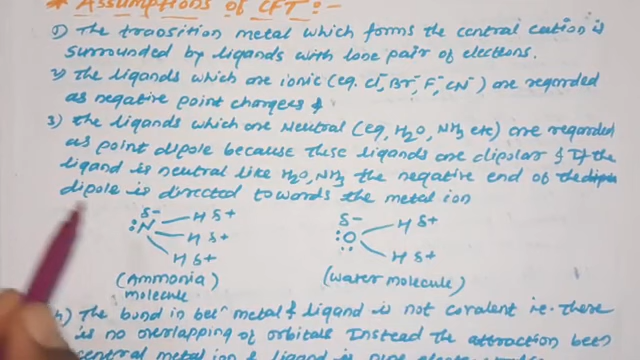 * Assumptions of CFT :-
1) The transition metal which forms the central cation is
surrounded by ligands with lone pair of electrons.
2) The ligands which are ionic (eg. Cl⁻, Br⁻, F⁻, CN⁻) are regarded
as negative point charges &
3) The ligands which are Neutral (eg, H₂O, NH₃ etc) are regarded
as point dipole because these ligands are dipolar & If the
ligand is neutral like H₂O, NH₃ the negative end of the
dipole is directed towords the metal ion
δ- H δ+ δ- H δ+
:N H δ+ :O:
H δ+ H δ+
(Ammonia) (water molecule)
molecule
4) The bond in betⁿ metal & ligand is not covalent i.e. there
is no overlapping of orbitals Instead the attraction been
central metal ion & ligand is